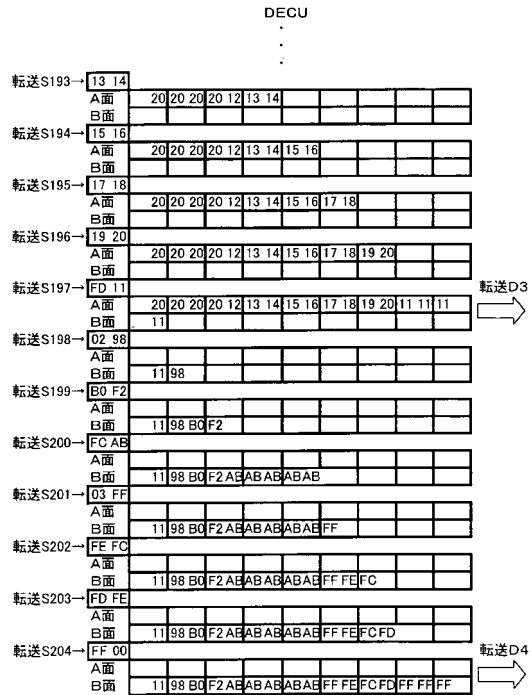 DECU
転送S193→ 13 14
A面 20 20 20 20 12 13 14
B面
転送S194→ 15 16
A面 20 20 20 20 12 13 14 15 16
B面
転送S195→ 17 18
A面 20 20 20 20 12 13 14 15 16 17 18
B面
転送S196→ 19 20
A面 20 20 20 20 12 13 14 15 16 17 18 19 20
B面
転送S197→ FD 11 転送D3
A面 20 20 20 20 12 13 14 15 16 17 18 19 20 11 11 11
B面 11
転送S198→ 02 98
A面
B面 11 98
転送S199→ B0 F2
A面
B面 11 98 B0 F2
転送S200→ FC AB
A面
B面 11 98 B0 F2 AB AB AB AB AB
転送S201→ 03 FF
A面
B面 11 98 B0 F2 AB AB AB AB AB FF
転送S202→ FE FC
A面
B面 11 98 B0 F2 AB AB AB AB AB FF FE FC
転送S203→ FD FE
A面
B面 11 98 B0 F2 AB AB AB AB AB FF FE FC FD
転送S204→ FF 00 転送D4
A面
B面 11 98 B0 F2 AB AB AB AB AB FF FE FC FD FF FF FF